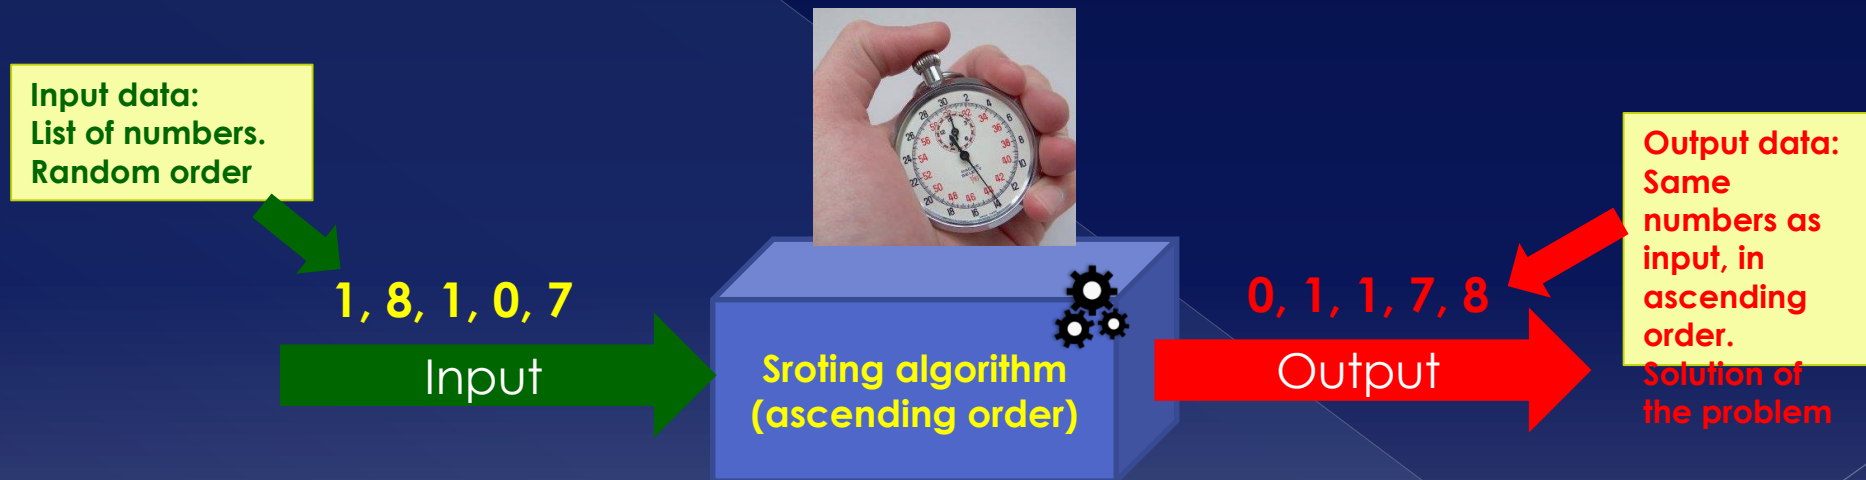 Input data:
List of numbers.
Random order
1, 8, 1, 0, 7
Input
Sroting algorithm
(ascending order)
0, 1, 1, 7, 8
Output
Output data:
Same
numbers as
input, in
ascending
order.
Solution of
the problem